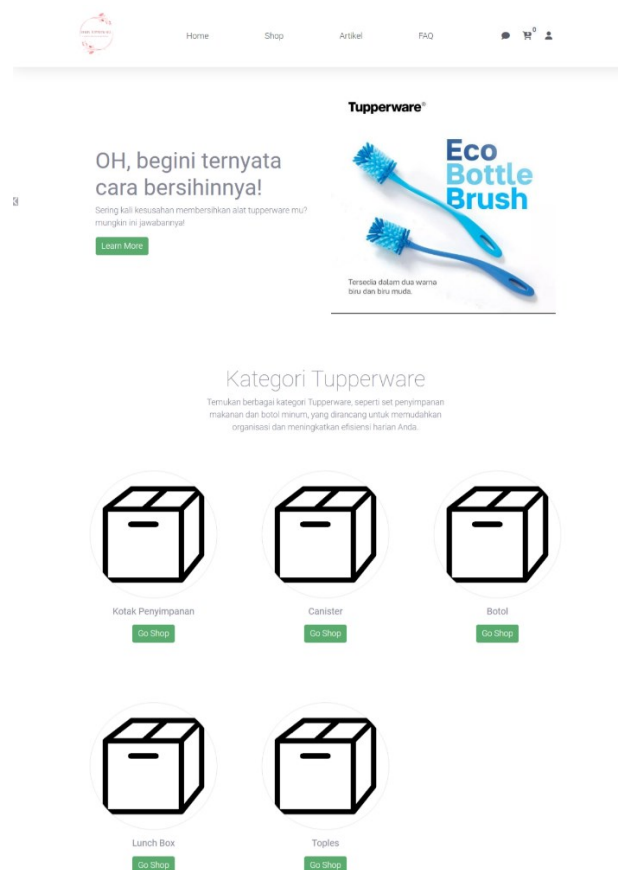 Home Shop Artikel FAQ 0
OH, begini ternyata
cara bersihinnya!
Sering kali kesusahan membersihkan alat tupperware mu?
mungkin ini jawabannya!
Learn More
Tupperware®
Eco
Bottle
Brush
Tersedia dalam dua warna
biru dan biru muda.
Kategori Tupperware
Temukan berbagai kategori Tupperware, seperti set penyimpanan
makanan dan botol minum, yang dirancang untuk memudahkan
organisasi dan meningkatkan efisiensi harian Anda.
Kotak Penyimpanan
Go Shop
Canister
Go Shop
Botol
Go Shop
Lunch Box
Go Shop
Toples
Go Shop